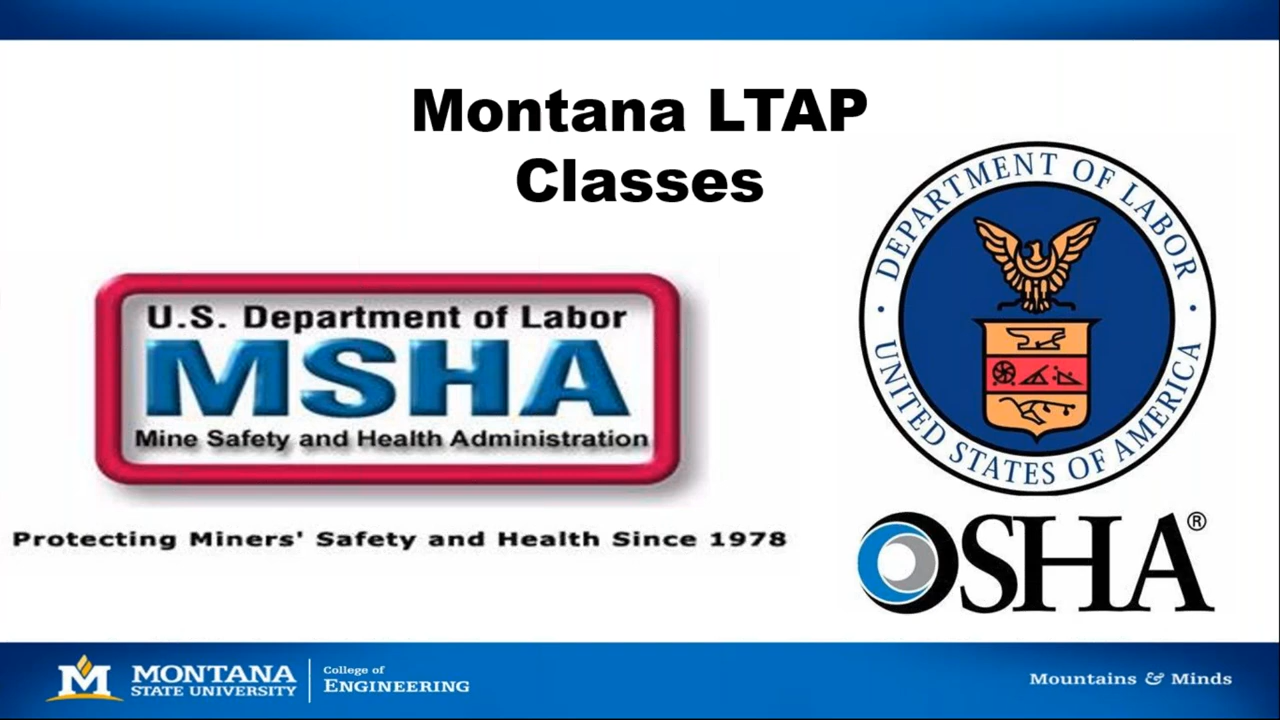 Montana LTAP
Classes
U.S. Department of Labor
MSHA
Mine Safety and Health Administration
Protecting Miners' Safety and Health Since 1978
· DEPARTMENT OF LABOR ·
UNITED STATES OF AMERICA
OSHA®
M MONTANA
STATE UNIVERSITY
College of
ENGINEERING
Mountains & Minds